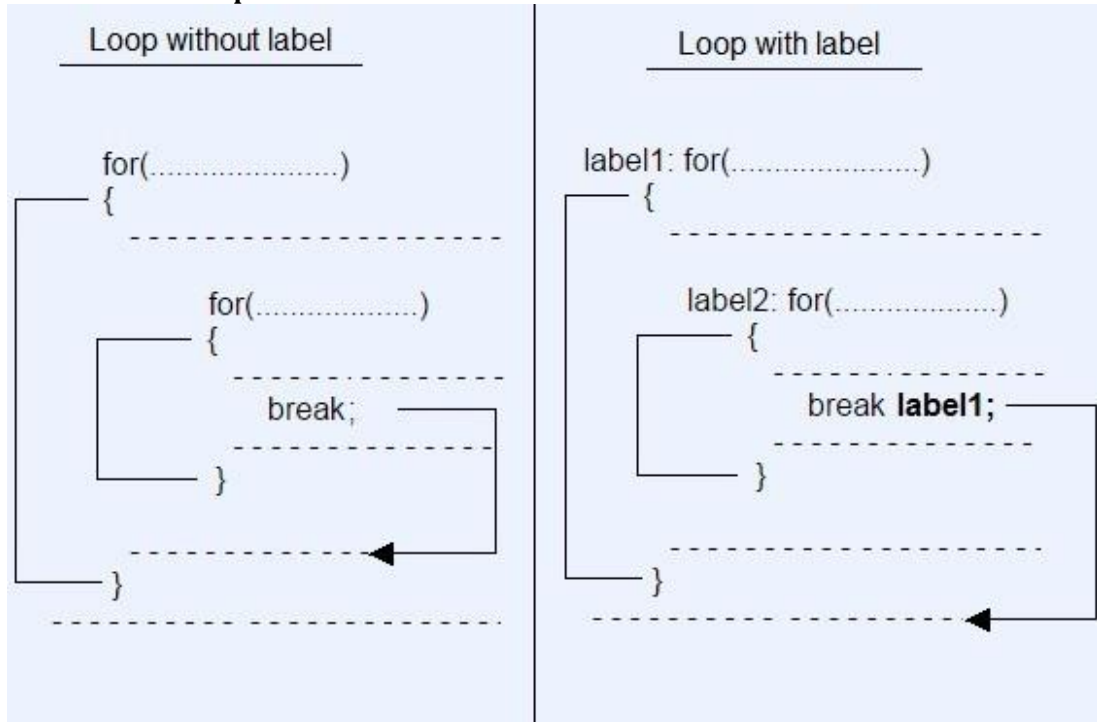 Loop without label
for(......................)
{
- - - - - - - - - - - - - - - - - - - -
for(...................)
{
- - - - - - - - - - - - - - -
break;
- - - - - - - - - - - - - -
}
- - - - - - - - - - - - -
}
- - - - - - - - - - - - - - - - - - - - - - - -
Loop with label
label1: for(......................)
{
- - - - - - - - - - - - - - - - - - - -
label2: for(...................)
{
- - - - - - - - - - - - - - -
break label1;
- - - - - - - - - - - - - -
}
- - - - - - - - - - - - - - - - - - - -
}
- - - - - - - - - - - - - - - - - - - -